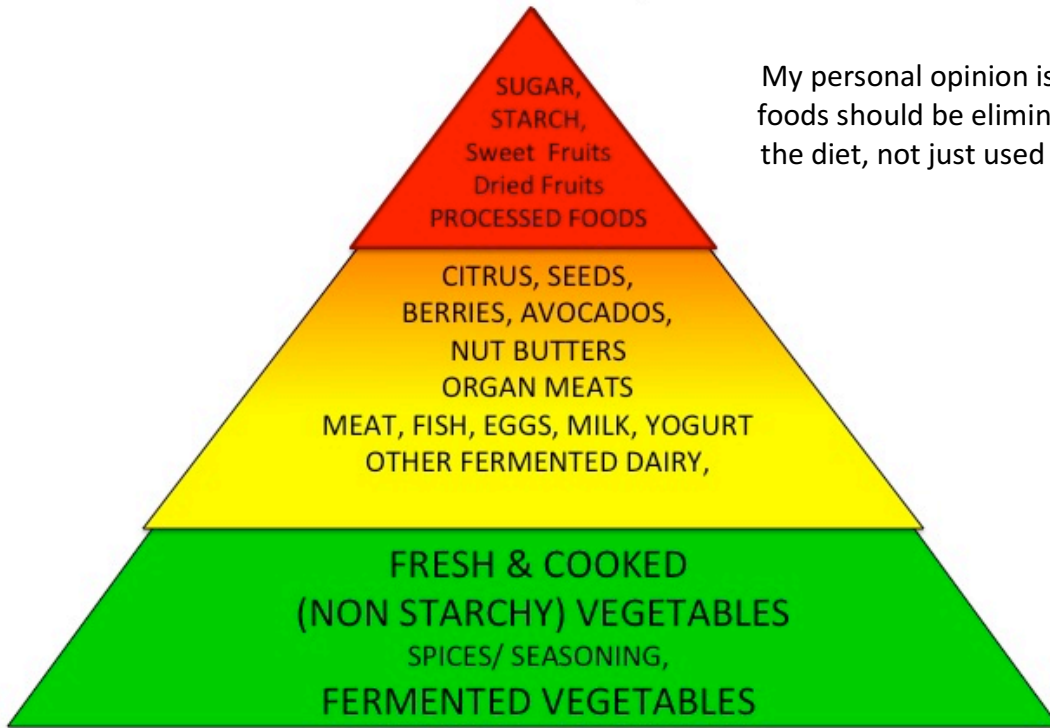 SUGAR,
STARCH,
Sweet Fruits
Dried Fruits
PROCESSED FOODS
My personal opinion is
foods should be elimin
the diet, not just used
CITRUS, SEEDS,
BERRIES, AVOCADOS,
NUT BUTTERS
ORGAN MEATS
MEAT, FISH, EGGS, MILK, YOGURT
OTHER FERMENTED DAIRY,
FRESH & COOKED
(NON STARCHY) VEGETABLES
SPICES/ SEASONING,
FERMENTED VEGETABLES